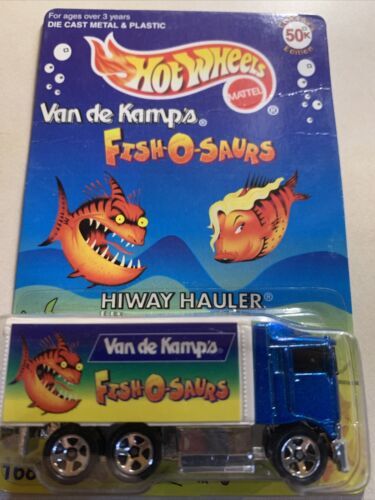 For ages over 3 years
DIE CAST METAL & PLASTIC
50K
Edition
Hot Wheels
MATTEL
®
Van de Kamp's®
FISH-O-SAURS
HIWAY HAULER®
Van de Kamp's®
FISH-O-SAURS